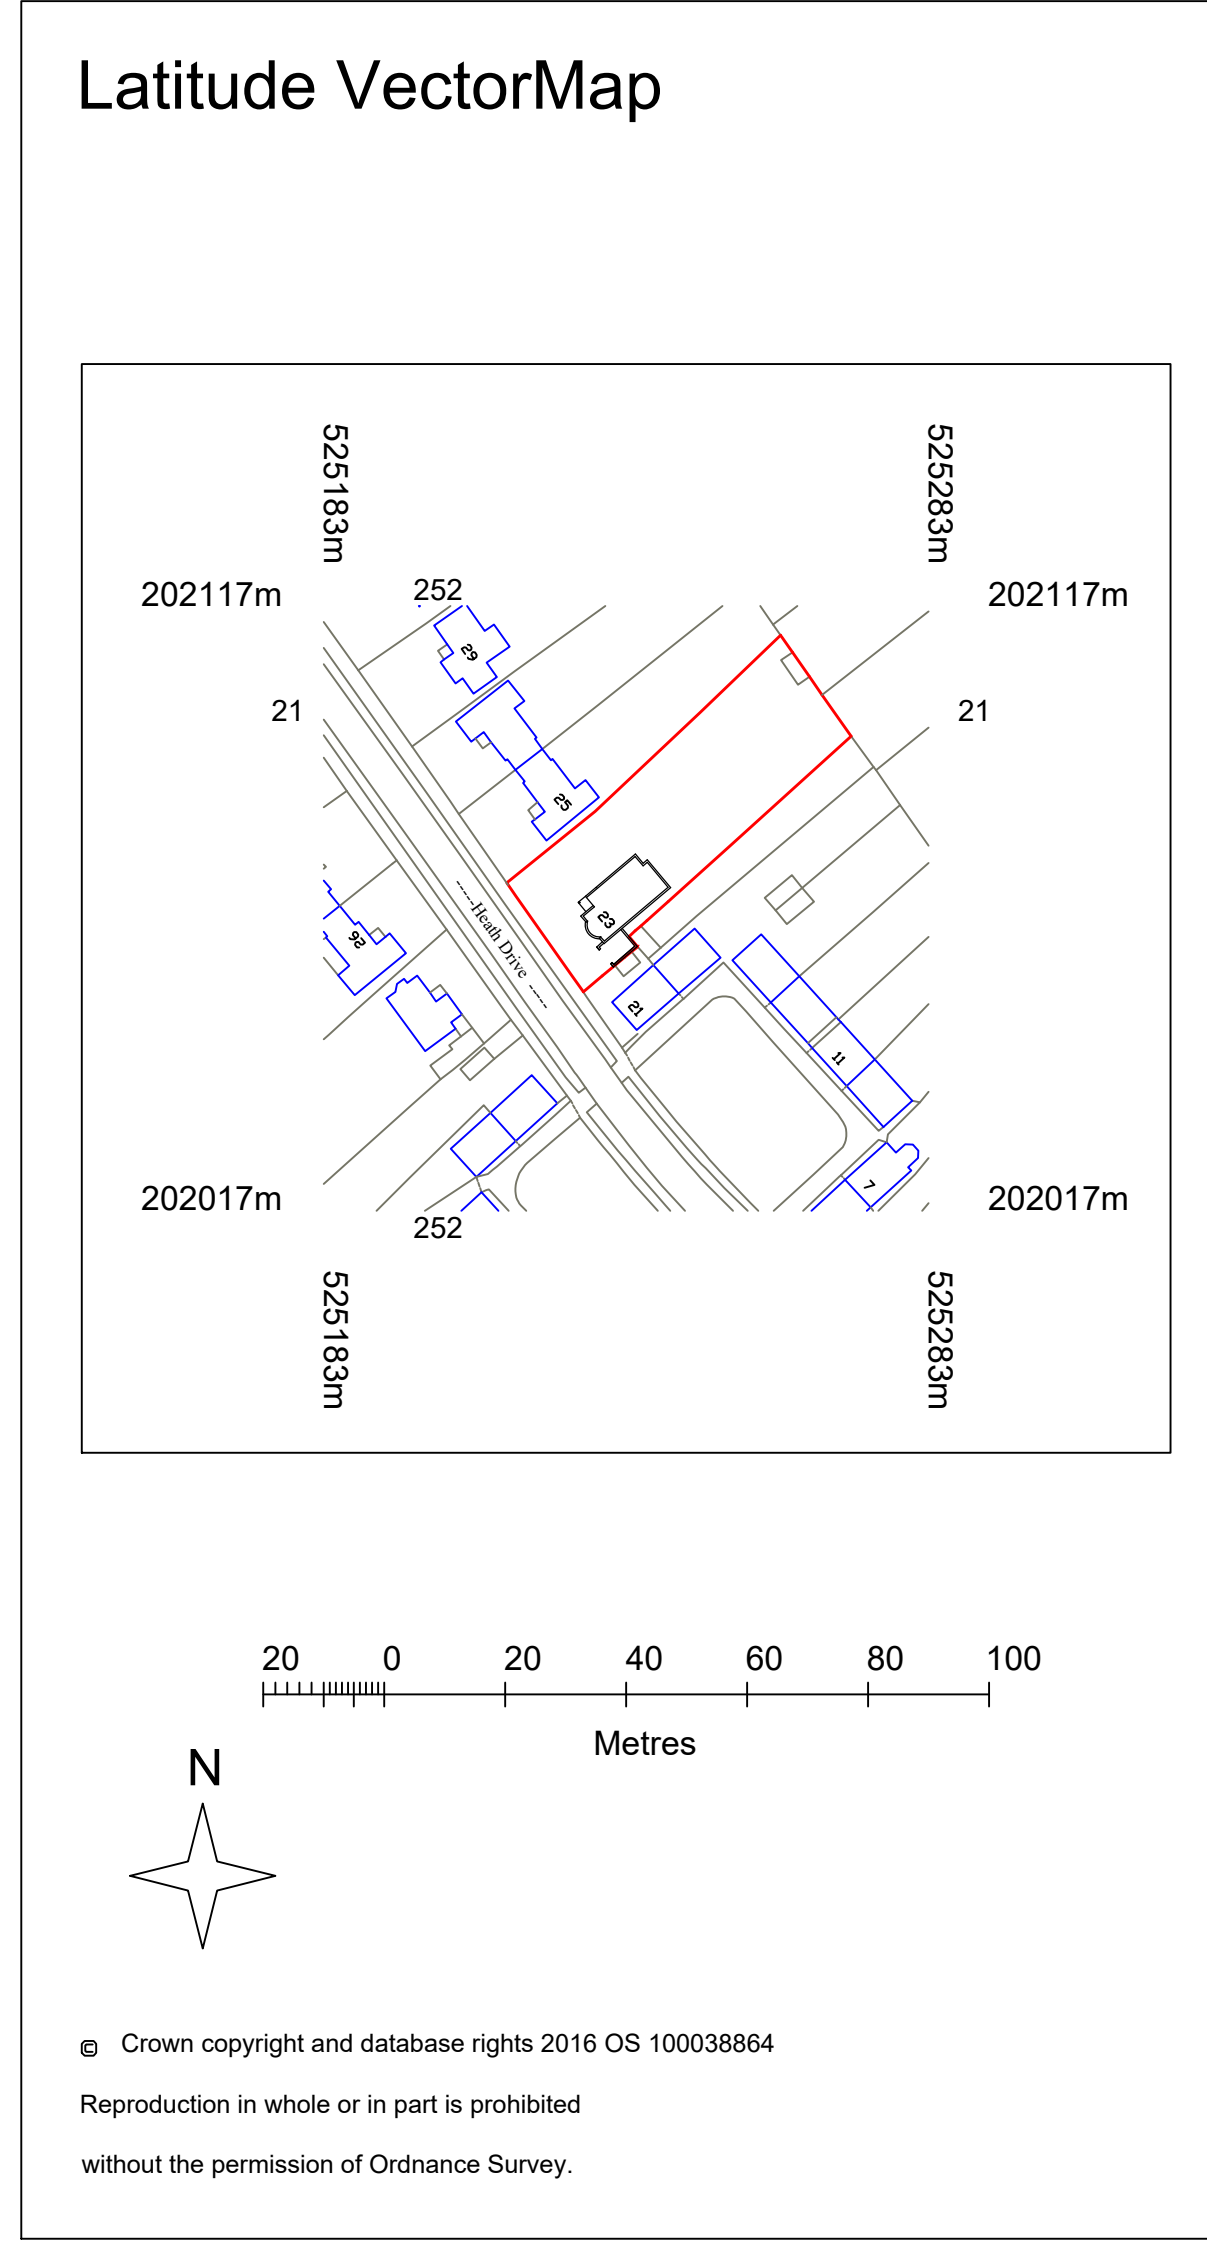 Latitude VectorMap
525183m
525283m
202117m
252
202117m
29
21
21
25
23
26
-----Heath Drive -----
21
11
7
202017m
202017m
252
525183m
525283m
20 0 20 40 60 80 100
Metres
N
© Crown copyright and database rights 2016 OS 100038864
Reproduction in whole or in part is prohibited
without the permission of Ordnance Survey.